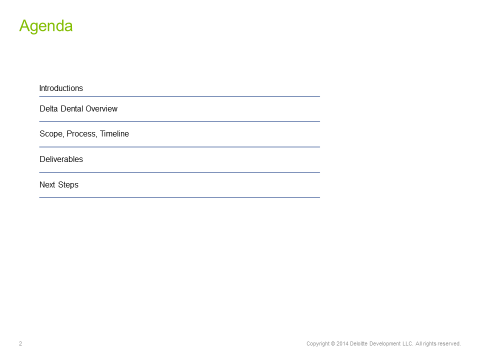 Agenda
Introductions
Delta Dental Overview
Scope, Process, Timeline
Deliverables
Next Steps
2
Copyright © 2014 Deloitte Development LLC. All rights reserved.